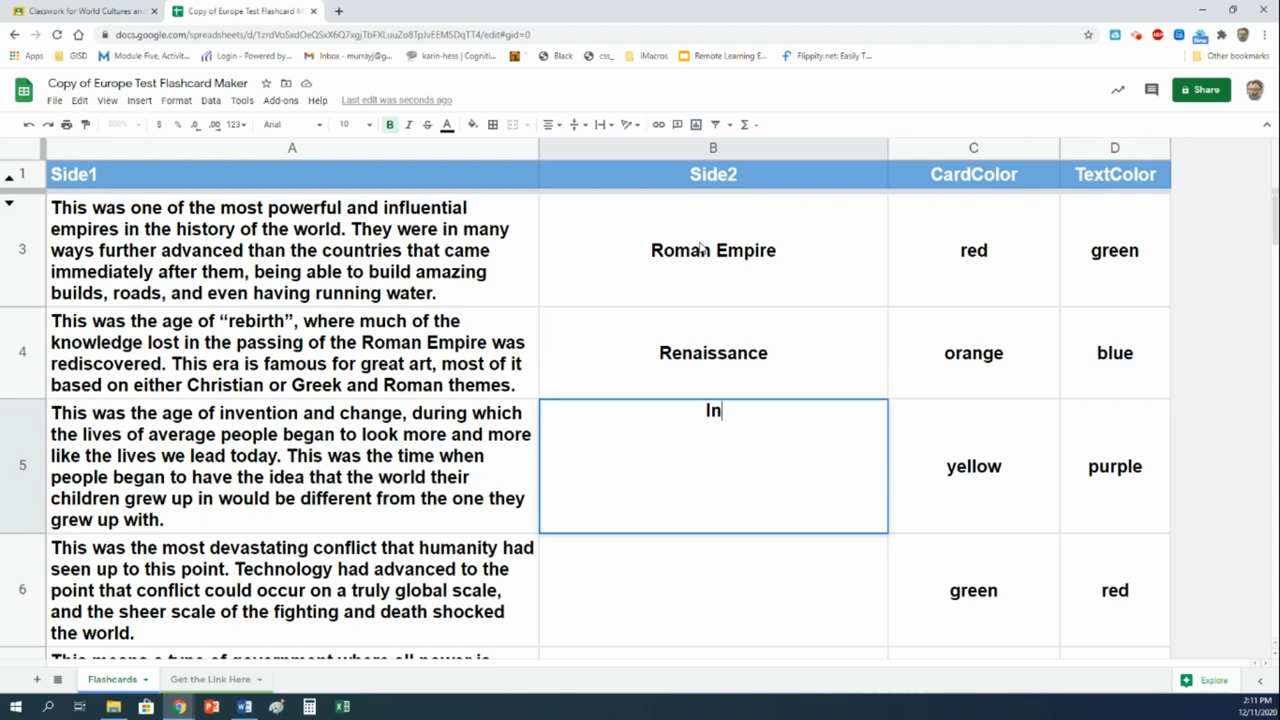 Classwork for World Cultures and
Copy of Europe Test Flashcard M
docs.google.com/spreadsheets/d/1zrdVoSxdOeQSxX6Q7xgjTbFXLuuZo8TpJvEEMSDqTT4/edit#gid=0
Apps
GISD
Module Five, Activit...
Login - Powered by...
Inbox - murrayj@g...
karin-hess | Cogniti...
Black
css_
iMacros
Remote Learning E...
Flippity.net: Easily T...
Other bookmarks
Copy of Europe Test Flashcard Maker
File Edit View Insert Format Data Tools Add-ons Help Last edit was seconds ago
Share
100% $ % .0 .00 123 Arial 10 B I S A
A B C D
1 Side1 Side2 CardColor TextColor
This was one of the most powerful and influential
empires in the history of the world. They were in many
ways further advanced than the countries that came
immediately after them, being able to build amazing
builds, roads, and even having running water.
3 Roman Empire red green
This was the age of “rebirth”, where much of the
knowledge lost in the passing of the Roman Empire was
rediscovered. This era is famous for great art, most of it
based on either Christian or Greek and Roman themes.
4 Renaissance orange blue
This was the age of invention and change, during which
the lives of average people began to look more and more
like the lives we lead today. This was the time when
people began to have the idea that the world their
children grew up in would be different from the one they
grew up with.
5 In yellow purple
This was the most devastating conflict that humanity had
seen up to this point. Technology had advanced to the
point that conflict could occur on a truly global scale,
and the sheer scale of the fighting and death shocked
the world.
6 green red
This means a type of government where all power is
Flashcards Get the Link Here Explore
2:11 PM
12/11/2020